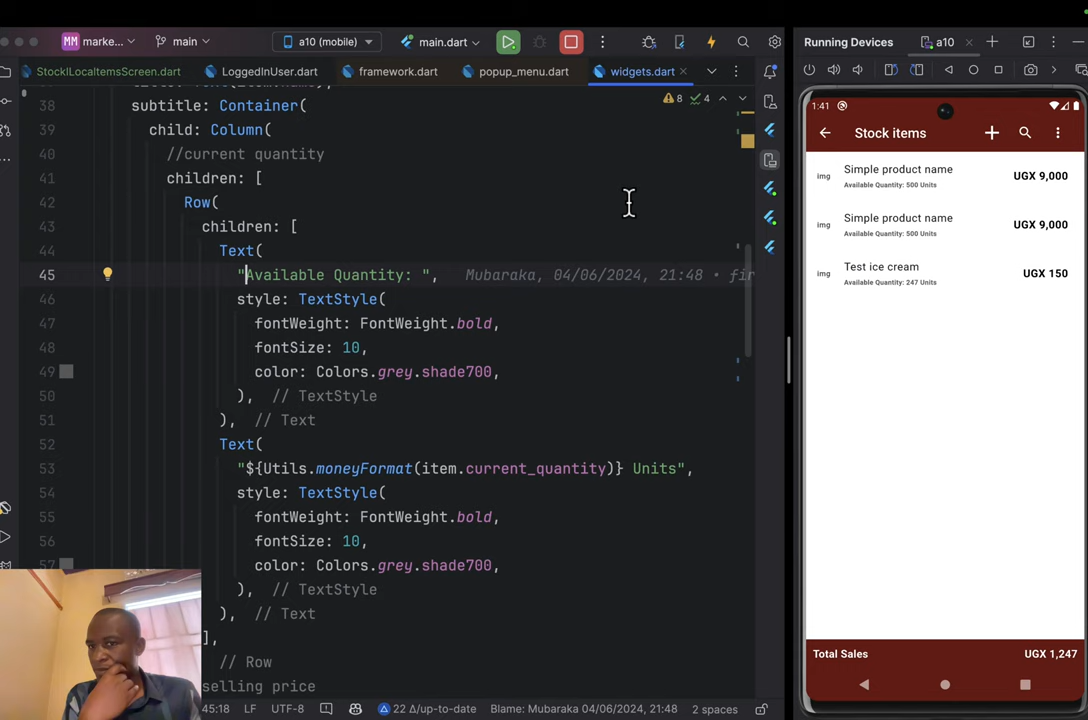 MM marke... main a10 (mobile) main.dart
StockILocaItemsScreen.dart LoggedInUser.dart framework.dart popup_menu.dart widgets.dart
8 4
38 subtitle: Container(
39 child: Column(
40 //current quantity
41 children: [
42 Row(
43 children: [
44 Text(
45 "Available Quantity: ", Mubaraka, 04/06/2024, 21:48 • fir
46 style: TextStyle(
47 fontWeight: FontWeight.bold,
48 fontSize: 10,
49 color: Colors.grey.shade700,
50 ), // TextStyle
51 ), // Text
52 Text(
53 "${Utils.moneyFormat(item.current_quantity)} Units",
54 style: TextStyle(
55 fontWeight: FontWeight.bold,
56 fontSize: 10,
57 color: Colors.grey.shade700,
), // TextStyle
), // Text
],
// Row
selling price
45:18 LF UTF-8 22 Δ/up-to-date Blame: Mubaraka 04/06/2024, 21:48 2 spaces
Running Devices a10
1:41
Stock items
img Simple product name UGX 9,000
Available Quantity: 500 Units
img Simple product name UGX 9,000
Available Quantity: 500 Units
img Test ice cream UGX 150
Available Quantity: 247 Units
Total Sales UGX 1,247